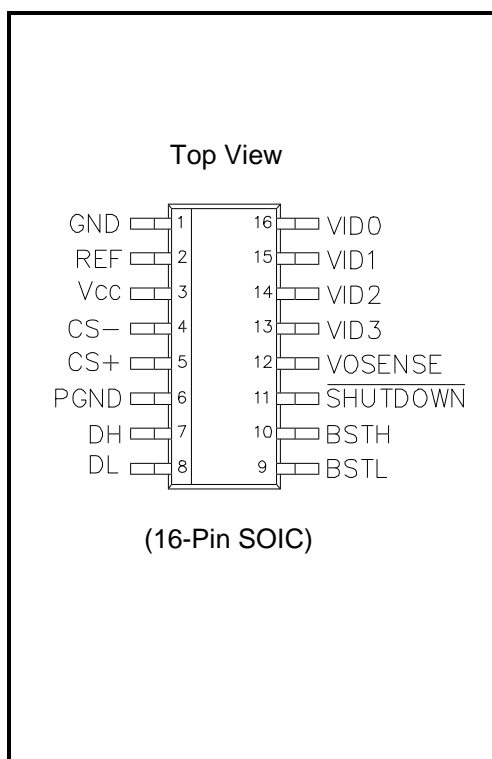 Top View
GND 1 16 VID0
REF 2 15 VID1
Vcc 3 14 VID2
CS– 4 13 VID3
CS+ 5 12 VOSENSE
PGND 6 11 SHUTDOWN
DH 7 10 BSTH
DL 8 9 BSTL
(16-Pin SOIC)